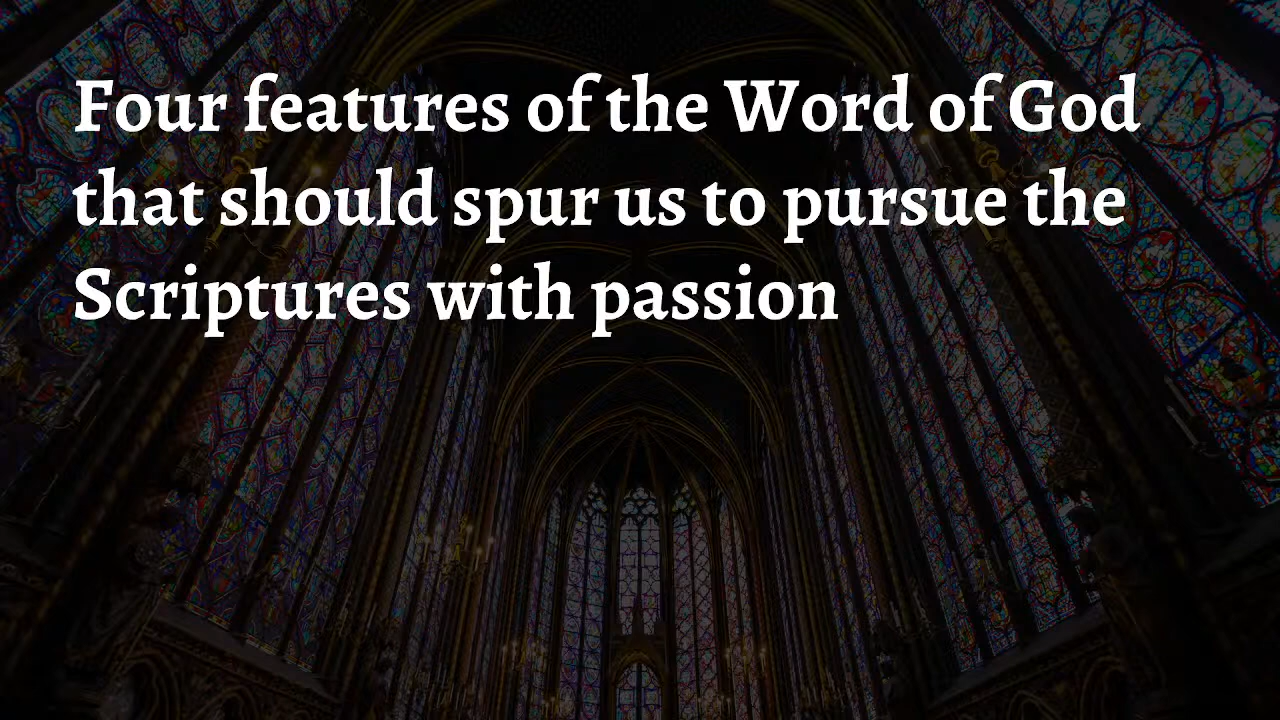 Four features of the Word of God
that should spur us to pursue the
Scriptures with passion